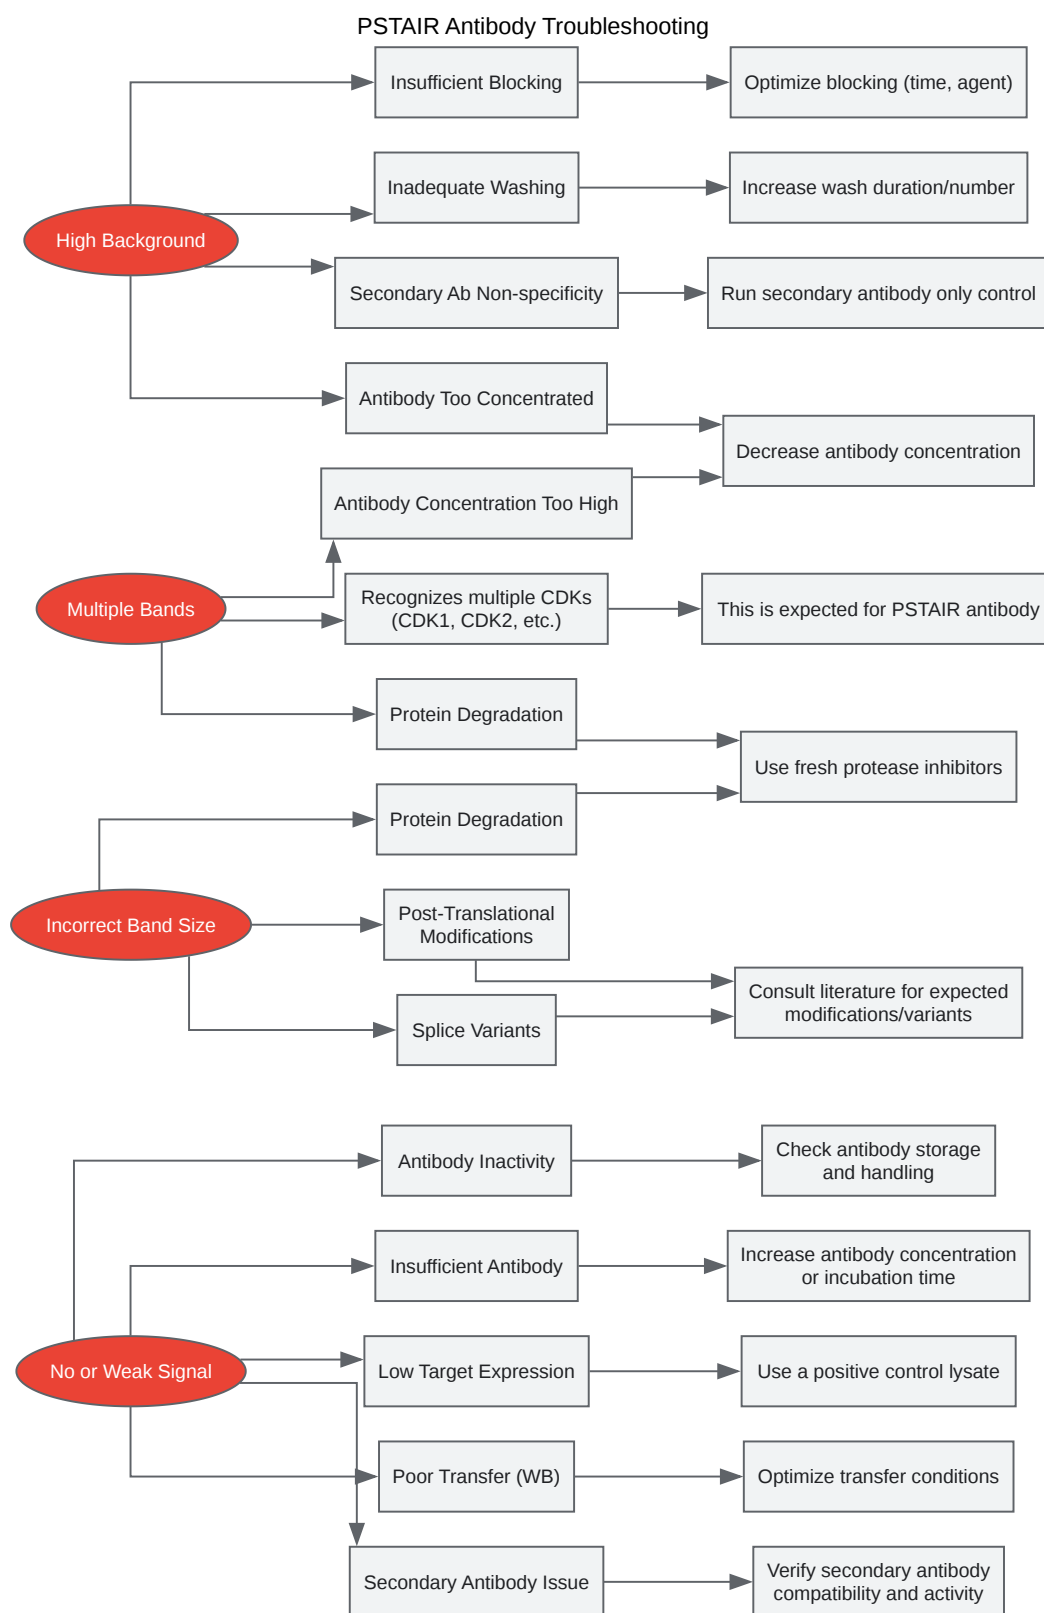 PSTAIR Antibody Troubleshooting
Insufficient Blocking
Optimize blocking (time, agent)
Inadequate Washing
Increase wash duration/number
High Background
Secondary Ab Non-specificity
Run secondary antibody only control
Antibody Too Concentrated
Decrease antibody concentration
Antibody Concentration Too High
Multiple Bands
Recognizes multiple CDKs
(CDK1, CDK2, etc.)
This is expected for PSTAIR antibody
Protein Degradation
Use fresh protease inhibitors
Protein Degradation
Incorrect Band Size
Post-Translational
Modifications
Consult literature for expected
modifications/variants
Splice Variants
Antibody Inactivity
Check antibody storage
and handling
Insufficient Antibody
Increase antibody concentration
or incubation time
No or Weak Signal
Low Target Expression
Use a positive control lysate
Poor Transfer (WB)
Optimize transfer conditions
Secondary Antibody Issue
Verify secondary antibody
compatibility and activity